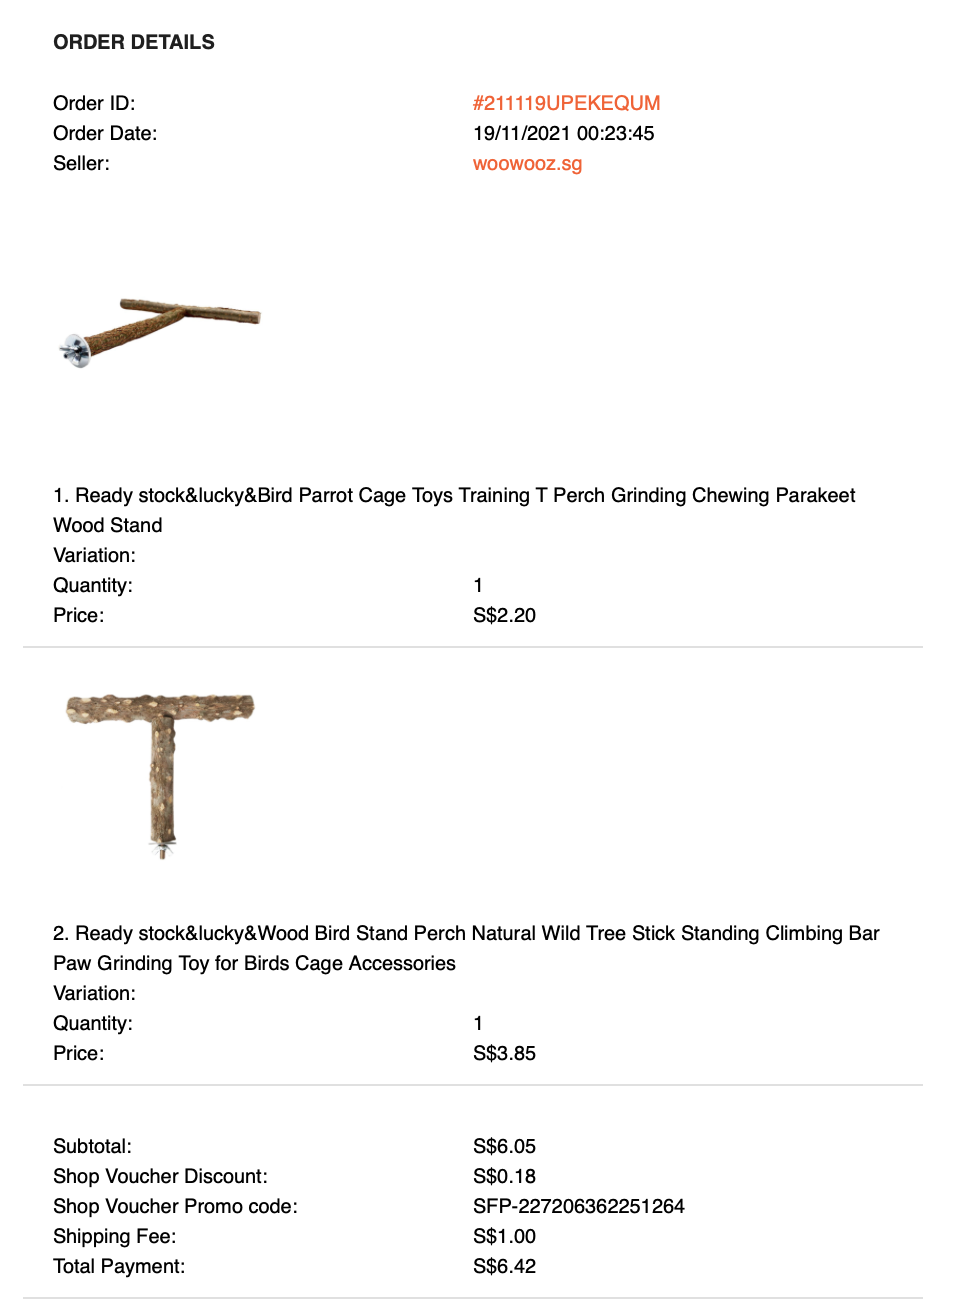 ORDER DETAILS
Order ID: #211119UPEKEQUM
Order Date: 19/11/2021 00:23:45
Seller: woowooz.sg
1. Ready stock&lucky&Bird Parrot Cage Toys Training T Perch Grinding Chewing Parakeet
Wood Stand
Variation:
Quantity: 1
Price: S$2.20
2. Ready stock&lucky&Wood Bird Stand Perch Natural Wild Tree Stick Standing Climbing Bar
Paw Grinding Toy for Birds Cage Accessories
Variation:
Quantity: 1
Price: S$3.85
Subtotal: S$6.05
Shop Voucher Discount: S$0.18
Shop Voucher Promo code: SFP-227206362251264
Shipping Fee: S$1.00
Total Payment: S$6.42